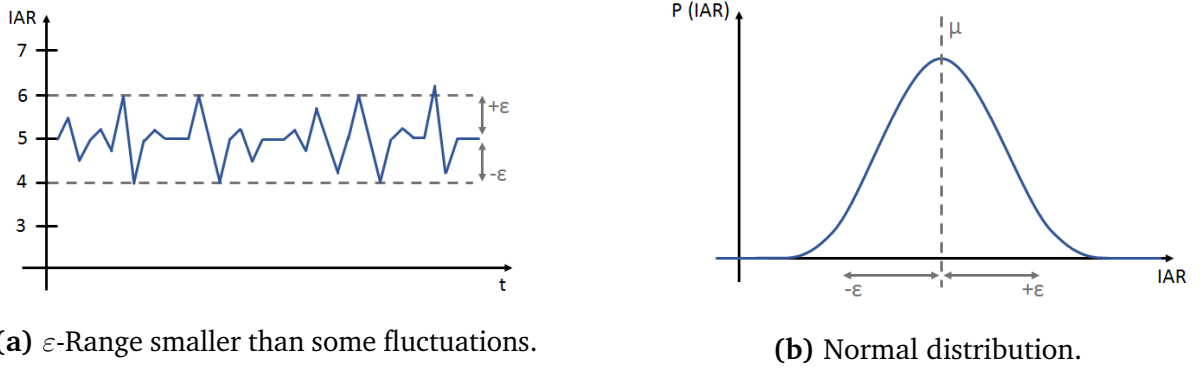 IAR
7
6
5
4
3
+ε
-ε
t
P (IAR)
μ
-ε
+ε
IAR
(a) ε-Range smaller than some fluctuations.
(b) Normal distribution.